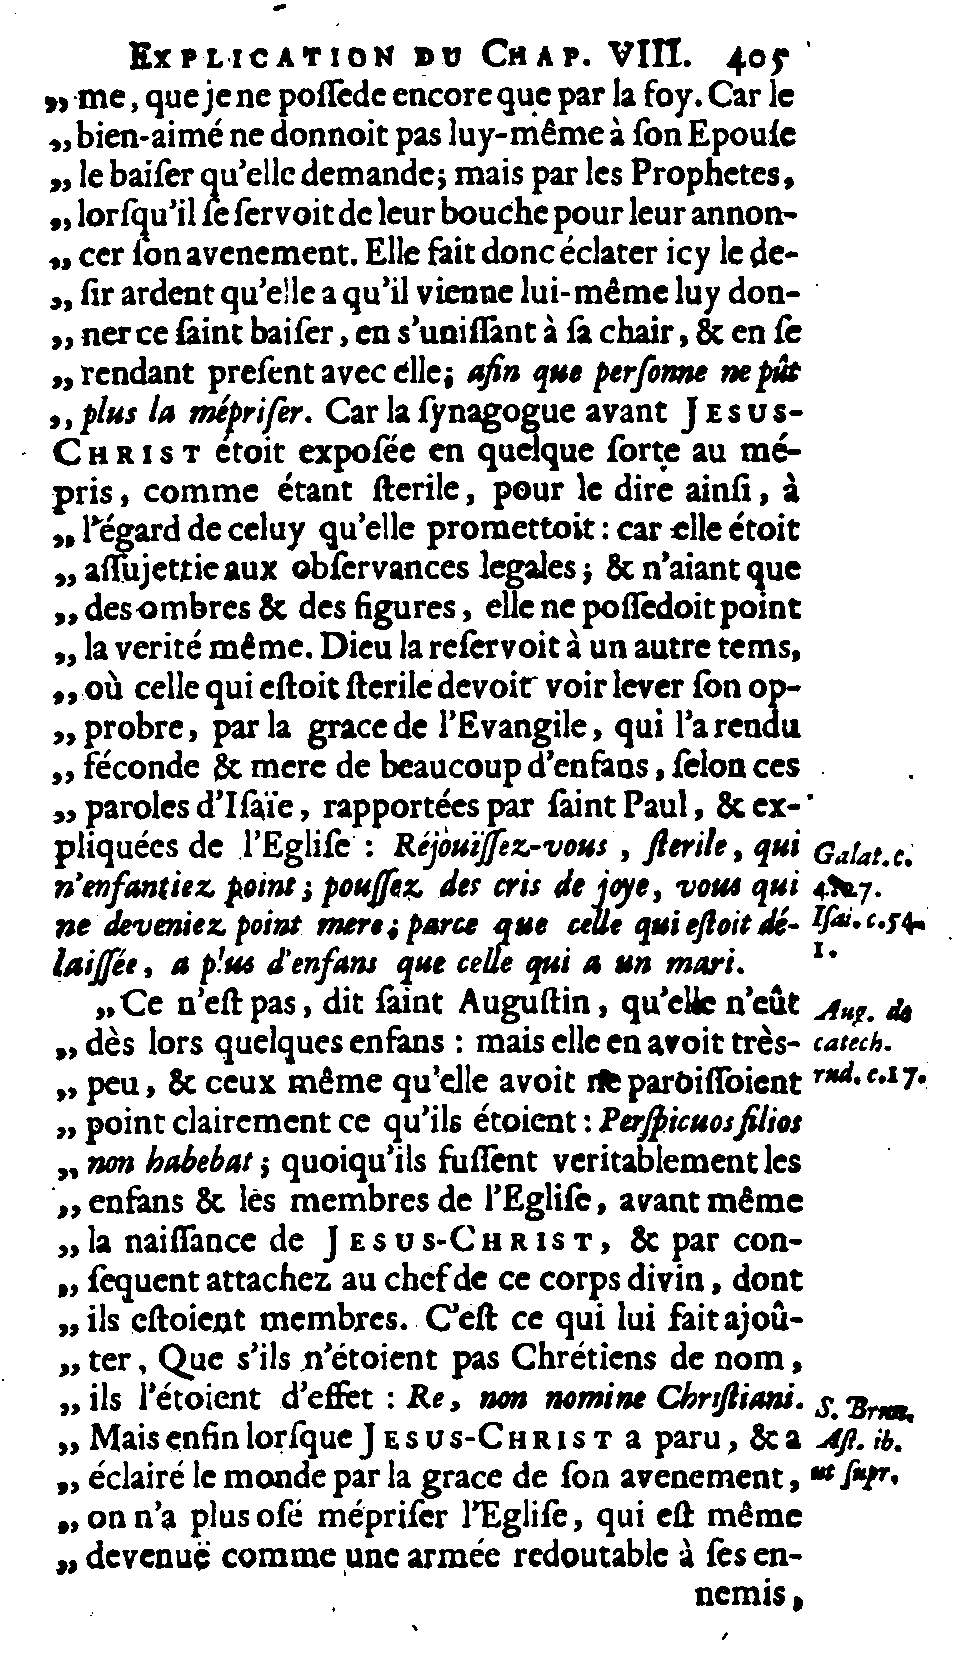 EXPLICATION DU CHAP. VIII. 405
„ me, que je ne poſſede encore que par la foy. Car le
„ bien-aimé ne donnoit pas luy-même à ſon Epouſe
„ le baiſer qu'elle demande; mais par les Prophetes,
„ lorſqu'il ſe ſervoit de leur bouche pour leur annon-
„ cer ſon avenement. Elle fait donc éclater icy le de-
„ ſir ardent qu'elle a qu'il vienne lui-même luy don-
„ ner ce ſaint baiſer, en s'uniſſant à ſa chair, & en ſe
„ rendant preſent avec elle; afin que perſonne ne pût
„ plus la mépriſer. Car la ſynagogue avant JESUS-
CHRIST étoit expoſée en quelque ſorte au mé-
pris, comme étant ſterile, pour le dire ainſi, à
„ l'égard de celuy qu'elle promettoit: car elle étoit
„ aſſujettie aux obſervances legales; & n'aiant que
„ des ombres & des figures, elle ne poſſedoit point
„ la verité même. Dieu la reſervoit à un autre tems,
„ où celle qui eſtoit ſterile devoit voir lever ſon op-
„ probre, par la grace de l'Evangile, qui l'a rendu
„ féconde & mere de beaucoup d'enfans, ſelon ces
„ paroles d'Iſaïe, rapportées par ſaint Paul, & ex-
pliquées de l'Egliſe: Réjouïſſez-vous, ſterile, qui
n'enfantiez point; pouſſez des cris de joye, vous qui
ne deveniez point mere; parce que celle qui eſtoit dé-
laiſſée, a plus d'enfans que celle qui a un mari.
Galat. c.
4. 27.
Iſai. c. 54.
1.
„ Ce n'eſt pas, dit ſaint Auguſtin, qu'elle n'eût
„ dès lors quelques enfans: mais elle en avoit très-
„ peu, & ceux même qu'elle avoit ne paroiſſoient
„ point clairement ce qu'ils étoient: Perſpicuos filios
„ non habebat; quoiqu'ils fuſſent veritablement les
„ enfans & les membres de l'Egliſe, avant même
„ la naiſſance de JESUS-CHRIST, & par con-
„ ſequent attachez au chef de ce corps divin, dont
„ ils eſtoient membres. C'eſt ce qui lui fait ajoû-
„ ter, Que s'ils n'étoient pas Chrétiens de nom,
„ ils l'étoient d'effet: Re, non nomine Chriſtiani.
„ Mais enfin lorſque JESUS-CHRIST a paru, & a
„ éclairé le monde par la grace de ſon avenement,
„ on n'a plus oſé mépriſer l'Egliſe, qui eſt même
„ devenuë comme une armée redoutable à ſes en-
nemis,
Aug. de
catech.
rud. c. 17.
S. Brun.
Aſt. ib.
ut ſupr.